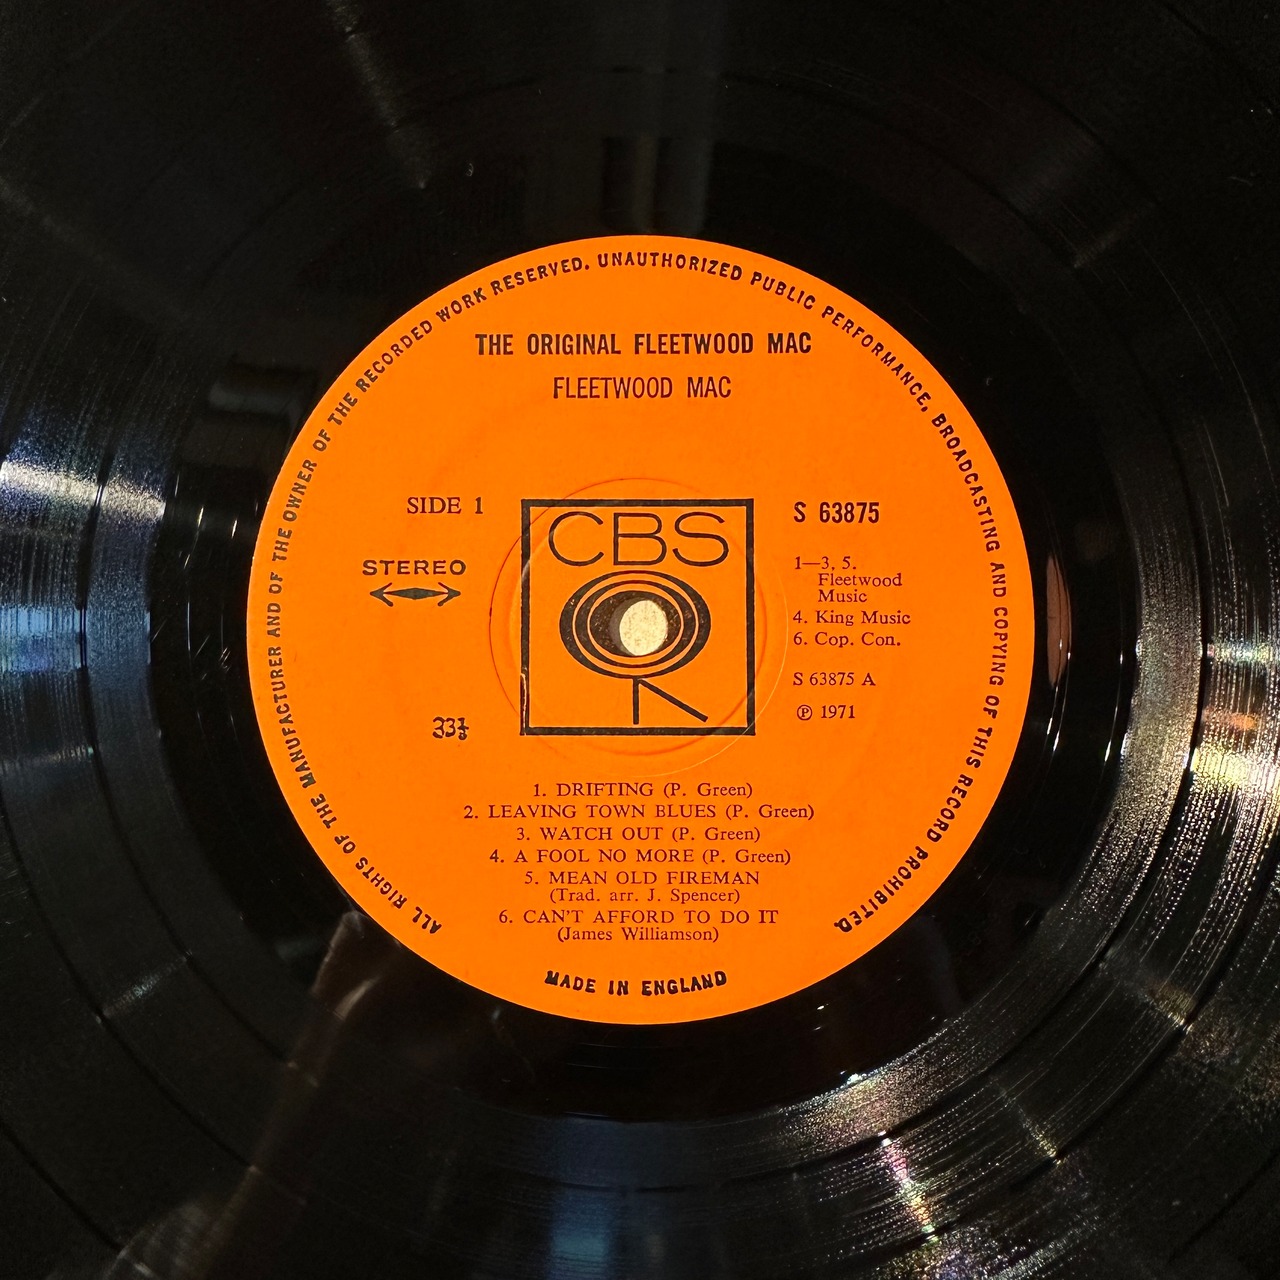 ALL RIGHTS OF THE MANUFACTURER AND OF THE OWNER OF THE RECORDED WORK RESERVED. UNAUTHORIZED PUBLIC PERFORMANCE, BROADCASTING AND COPYING OF THIS RECORD PROHIBITED.
THE ORIGINAL FLEETWOOD MAC
FLEETWOOD MAC
SIDE 1
STEREO
33⅓
CBS
S 63875
1—3, 5.
Fleetwood
Music
4. King Music
6. Cop. Con.
S 63875 A
℗ 1971
1. DRIFTING (P. Green)
2. LEAVING TOWN BLUES (P. Green)
3. WATCH OUT (P. Green)
4. A FOOL NO MORE (P. Green)
5. MEAN OLD FIREMAN
(Trad. arr. J. Spencer)
6. CAN'T AFFORD TO DO IT
(James Williamson)
MADE IN ENGLAND